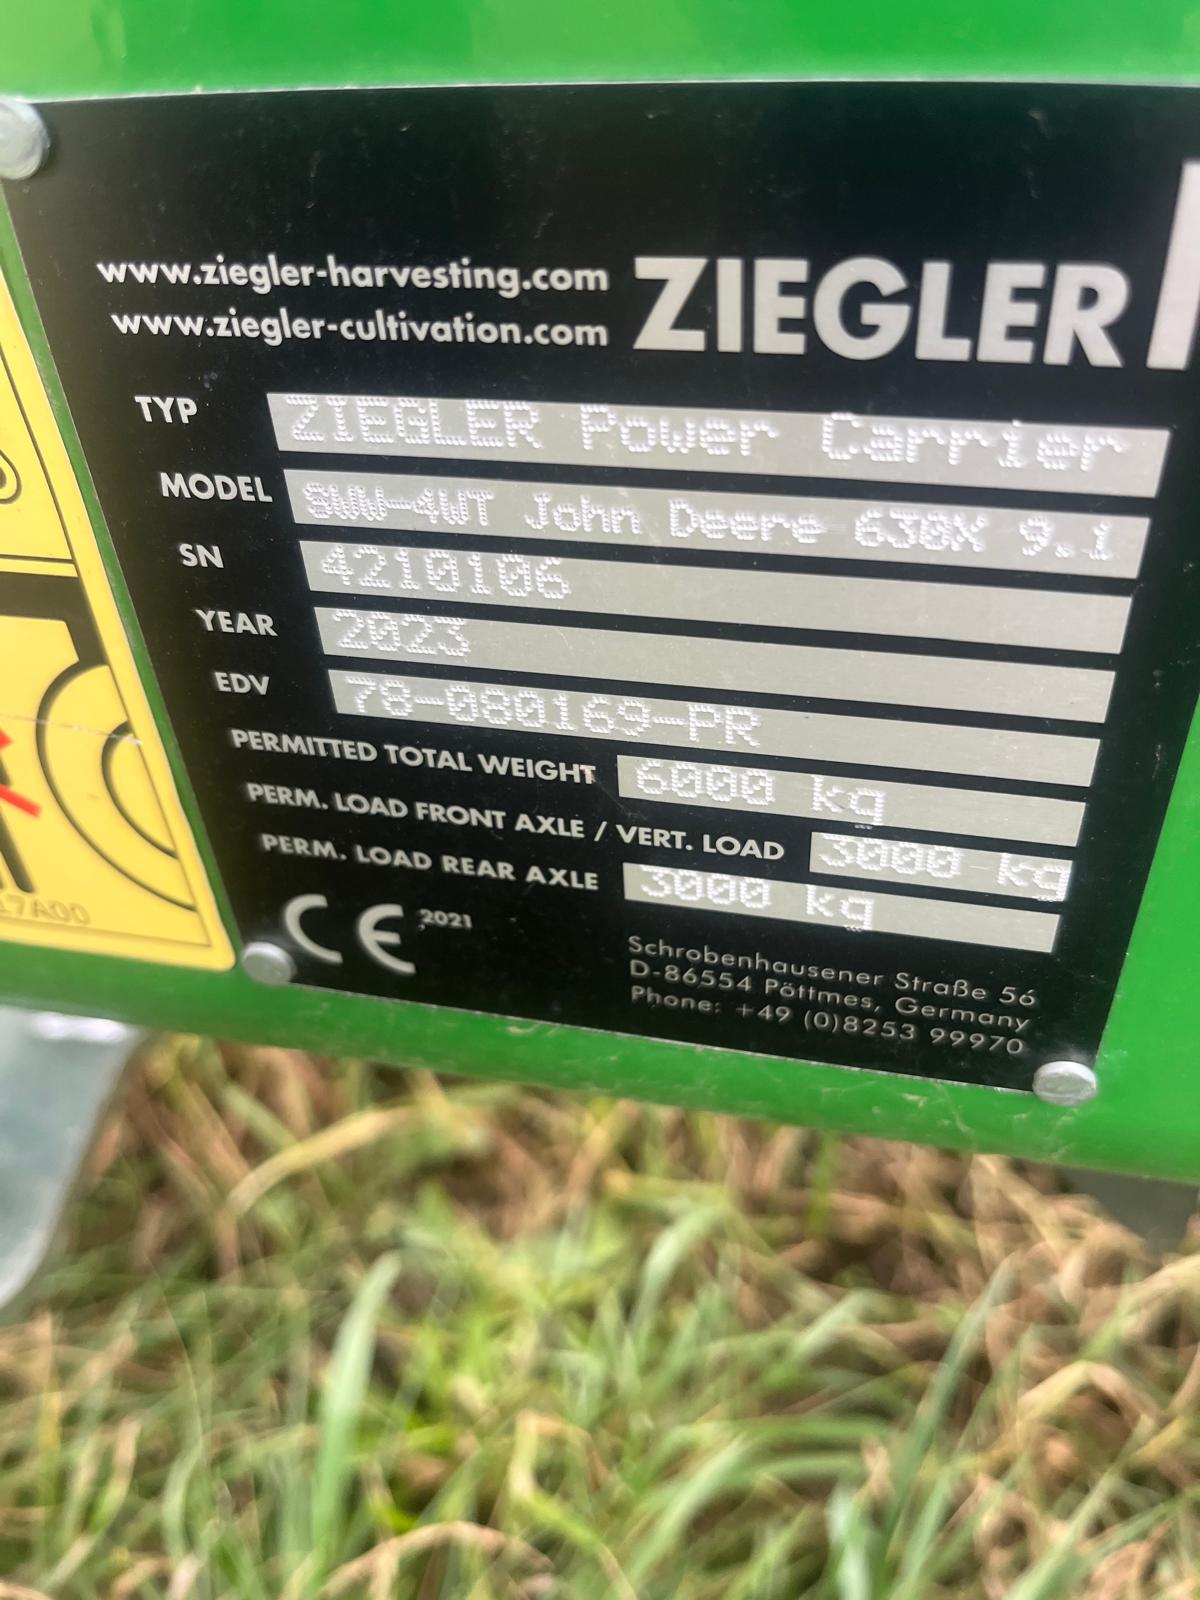 www.ziegler-harvesting.com
www.ziegler-cultivation.com
ZIEGLER
TYP ZIEGLER Power Carrier
MODEL 8WW-4WT John Deere 630X 9.1
SN 4210106
YEAR 2023
EDV 78-080169-PR
PERMITTED TOTAL WEIGHT 6000 kg
PERM. LOAD FRONT AXLE / VERT. LOAD 3000 kg
PERM. LOAD REAR AXLE 3000 kg
CE 2021
Schrobenhausener Straße 56
D-86554 Pöttmes, Germany
Phone: +49 (0)8253 99970
17A00